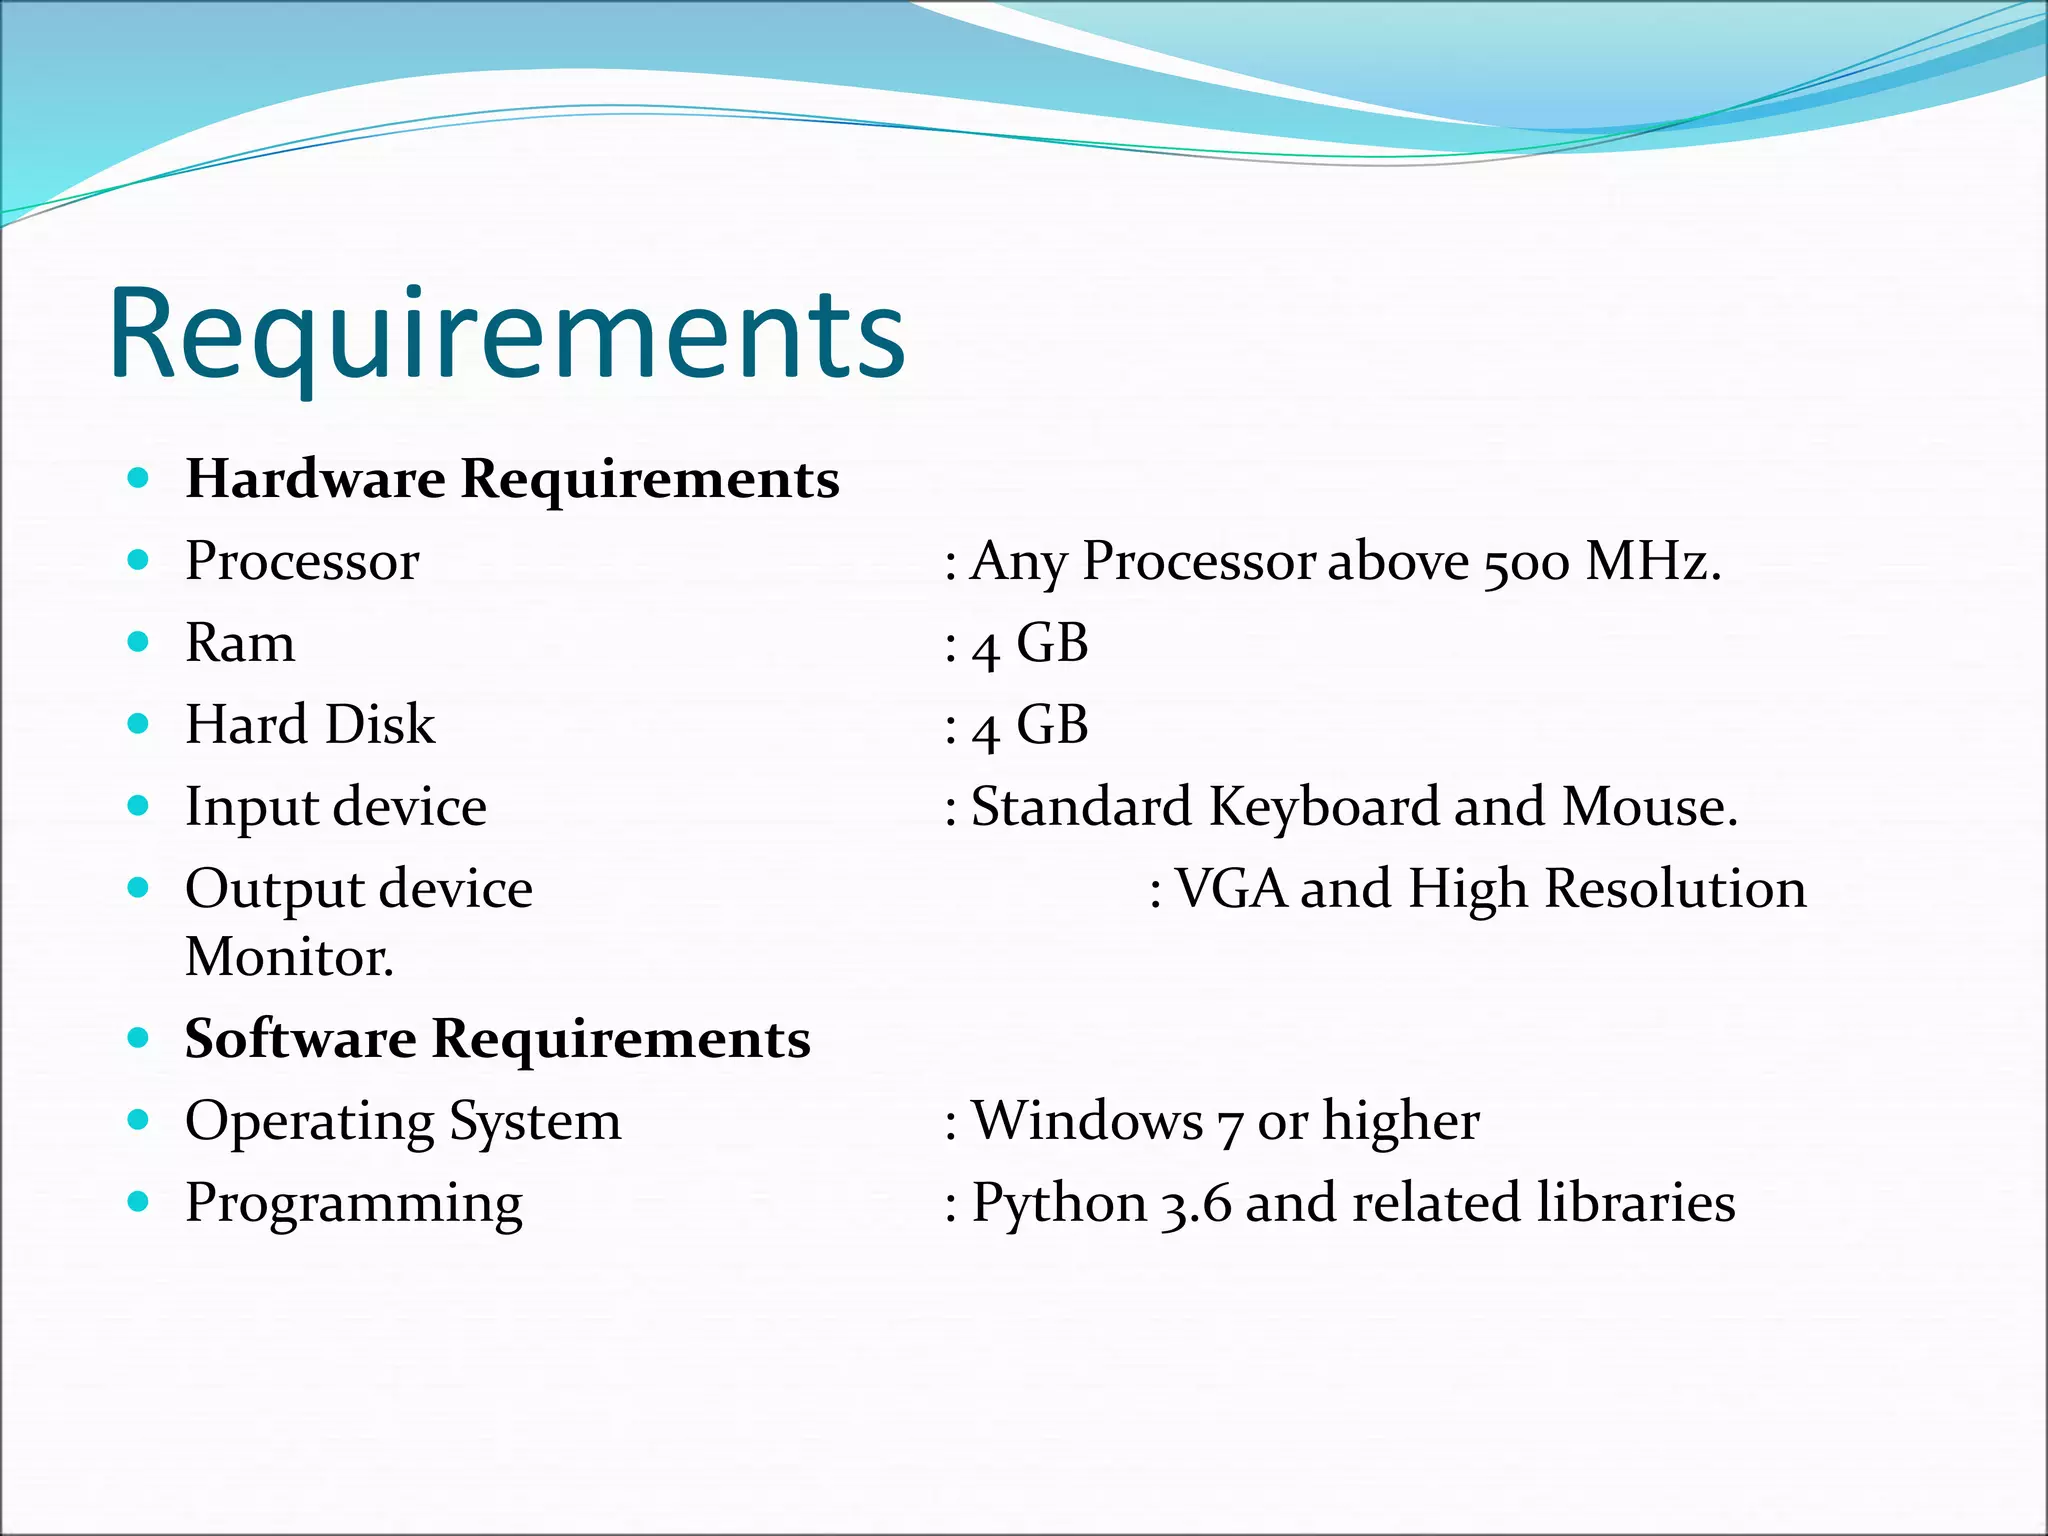 Requirements
Hardware Requirements
Processor : Any Processor above 500 MHz.
Ram : 4 GB
Hard Disk : 4 GB
Input device : Standard Keyboard and Mouse.
Output device : VGA and High Resolution
Monitor.
Software Requirements
Operating System : Windows 7 or higher
Programming : Python 3.6 and related libraries